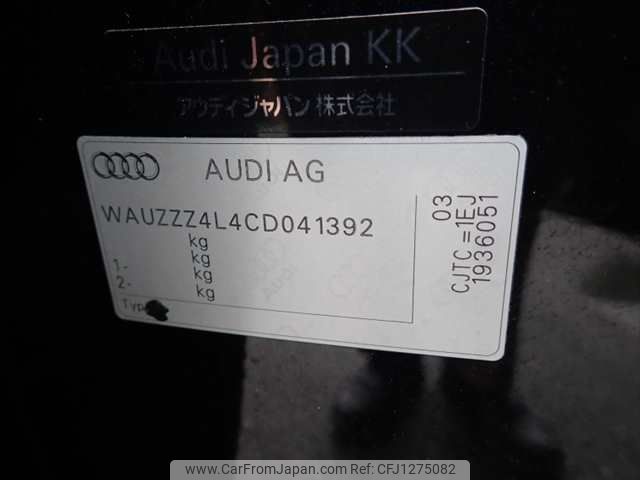 Audi Japan KK
アウディジャパン株式会社
AUDI AG
WAUZZZ4L4CD041392
kg
kg
1-
kg
2-
kg
Typ
03
CJTC =1EJ
1936051
www.CarFromJapan.com | CFJ1275082